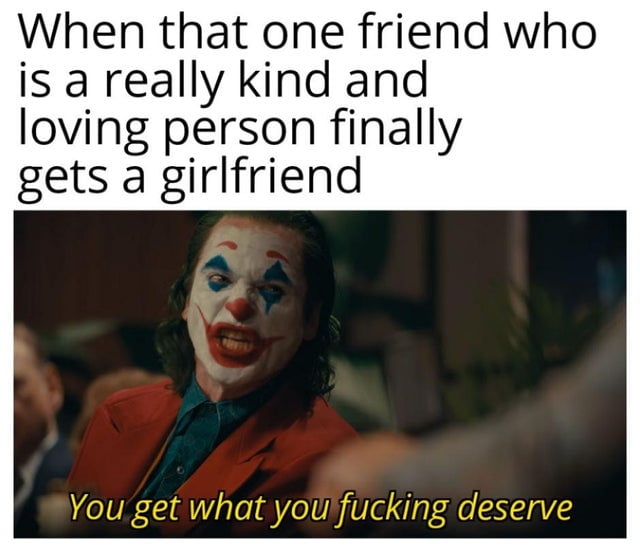 When that one friend who
is a really kind and
loving person finally
gets a girlfriend
You get what you fucking deserve